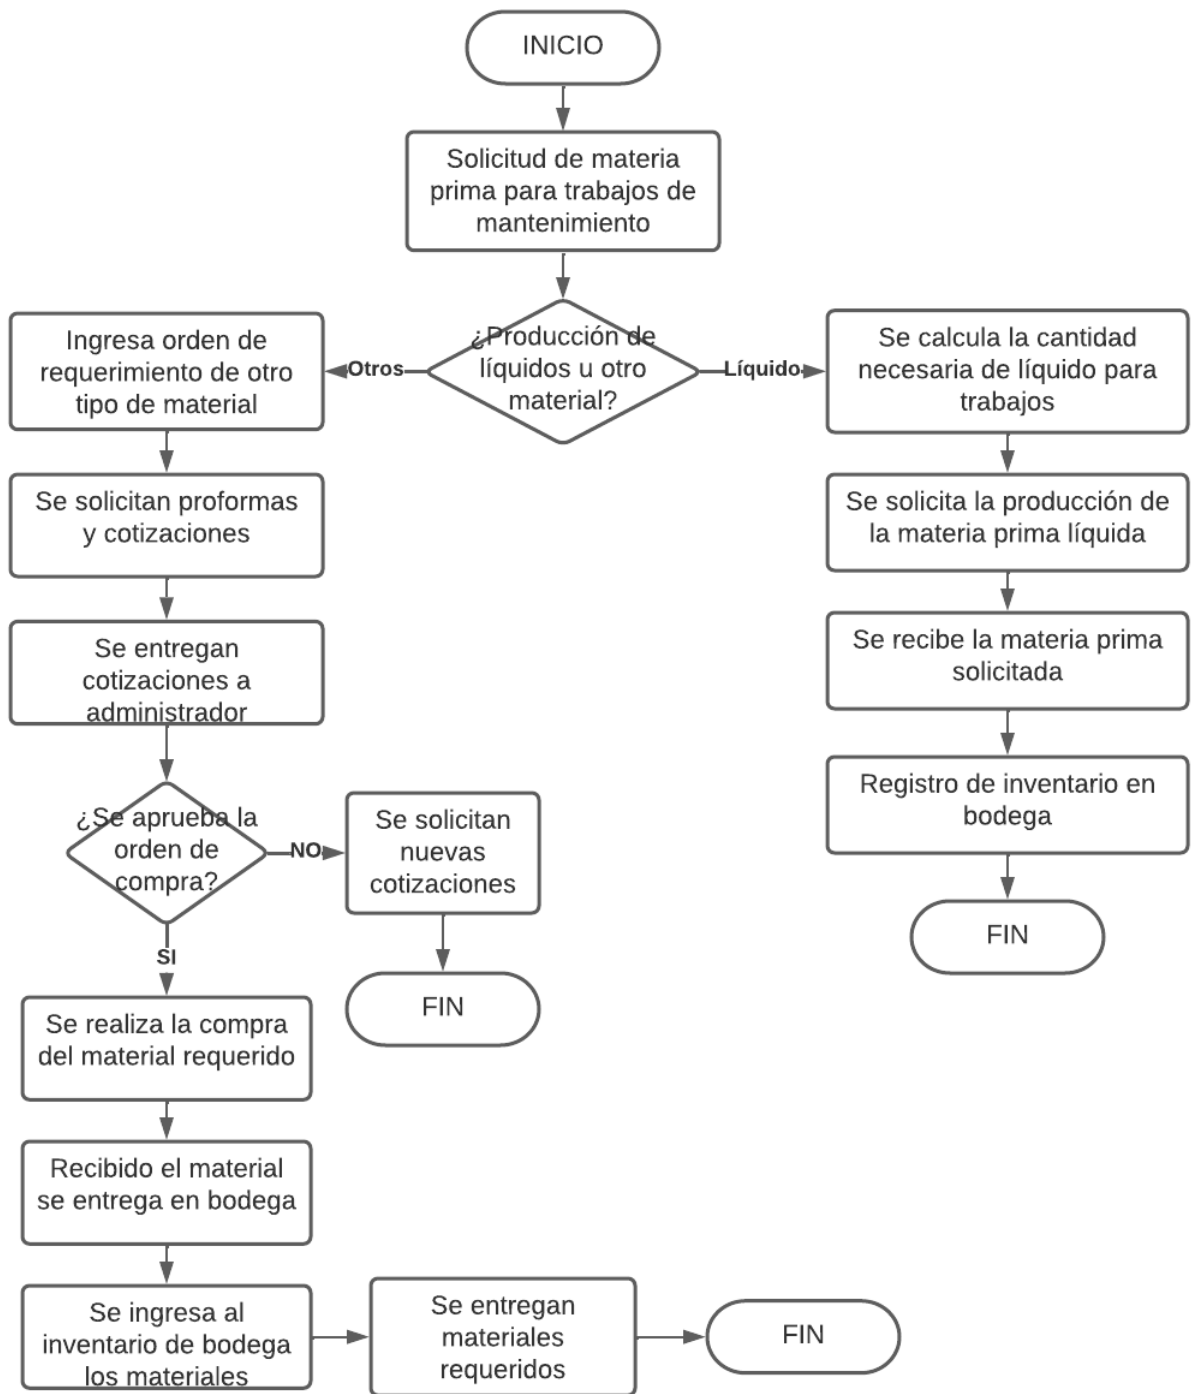 INICIO
Solicitud de materia
prima para trabajos de
mantenimiento
¿Producción de
líquidos u otro
material?
Otros
Líquido
Ingresa orden de
requerimiento de otro
tipo de material
Se solicitan proformas
y cotizaciones
Se entregan
cotizaciones a
administrador
¿Se aprueba la
orden de
compra?
NO
Se solicitan
nuevas
cotizaciones
FIN
SI
Se realiza la compra
del material requerido
Recibido el material
se entrega en bodega
Se ingresa al
inventario de bodega
los materiales
Se entregan
materiales
requeridos
FIN
Se calcula la cantidad
necesaria de líquido para
trabajos
Se solicita la producción de
la materia prima líquida
Se recibe la materia prima
solicitada
Registro de inventario en
bodega
FIN